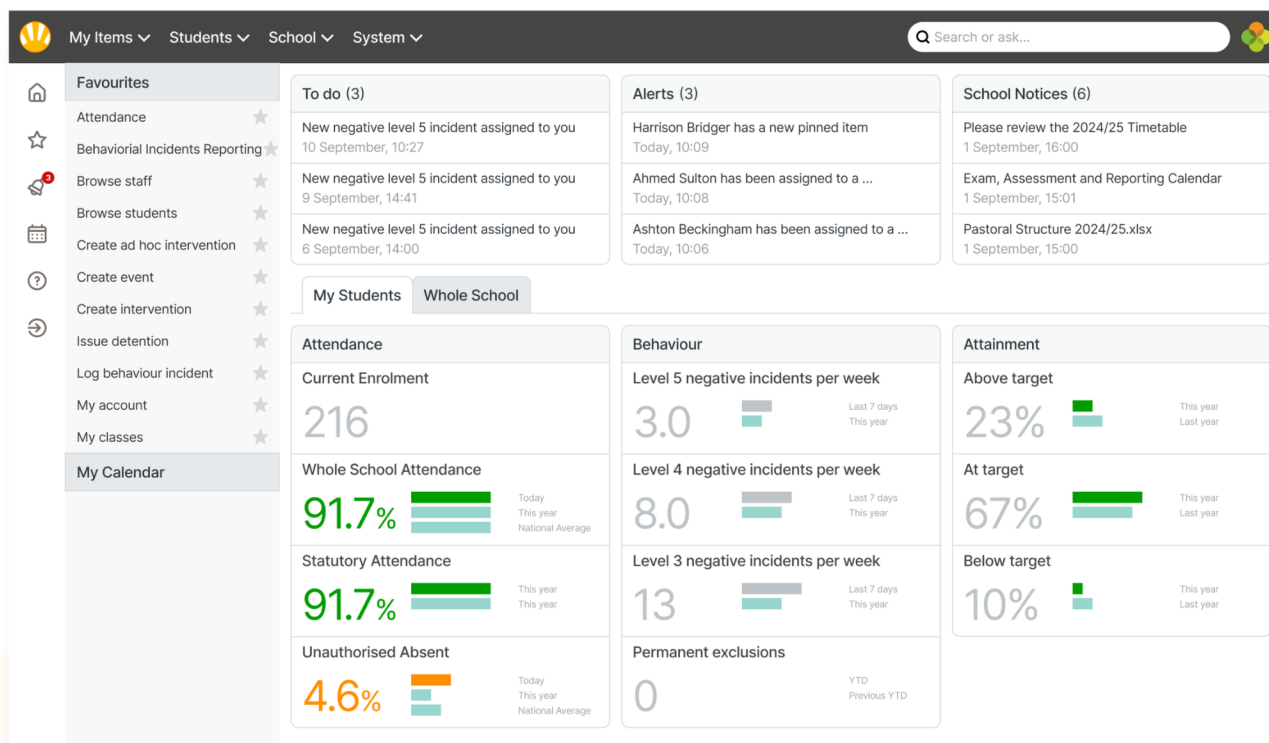 My Items
Students
School
System
Search or ask...
Favourites
Attendance
Behaviorial Incidents Reporting
Browse staff
Browse students
Create ad hoc intervention
Create event
Create intervention
Issue detention
Log behaviour incident
My account
My classes
My Calendar
3
To do (3)
New negative level 5 incident assigned to you
10 September, 10:27
New negative level 5 incident assigned to you
9 September, 14:41
New negative level 5 incident assigned to you
6 September, 14:00
Alerts (3)
Harrison Bridger has a new pinned item
Today, 10:09
Ahmed Sulton has been assigned to a ...
Today, 10:08
Ashton Beckingham has been assigned to a ...
Today, 10:06
School Notices (6)
Please review the 2024/25 Timetable
1 September, 16:00
Exam, Assessment and Reporting Calendar
1 September, 15:01
Pastoral Structure 2024/25.xlsx
1 September, 15:00
My Students
Whole School
Attendance
Current Enrolment
216
Whole School Attendance
91.7%
Today
This year
National Average
Statutory Attendance
91.7%
This year
This year
Unauthorised Absent
4.6%
Today
This year
National Average
Behaviour
Level 5 negative incidents per week
3.0
Last 7 days
This year
Level 4 negative incidents per week
8.0
Last 7 days
This year
Level 3 negative incidents per week
13
Last 7 days
This year
Permanent exclusions
0
YTD
Previous YTD
Attainment
Above target
23%
This year
Last year
At target
67%
This year
Last year
Below target
10%
This year
Last year